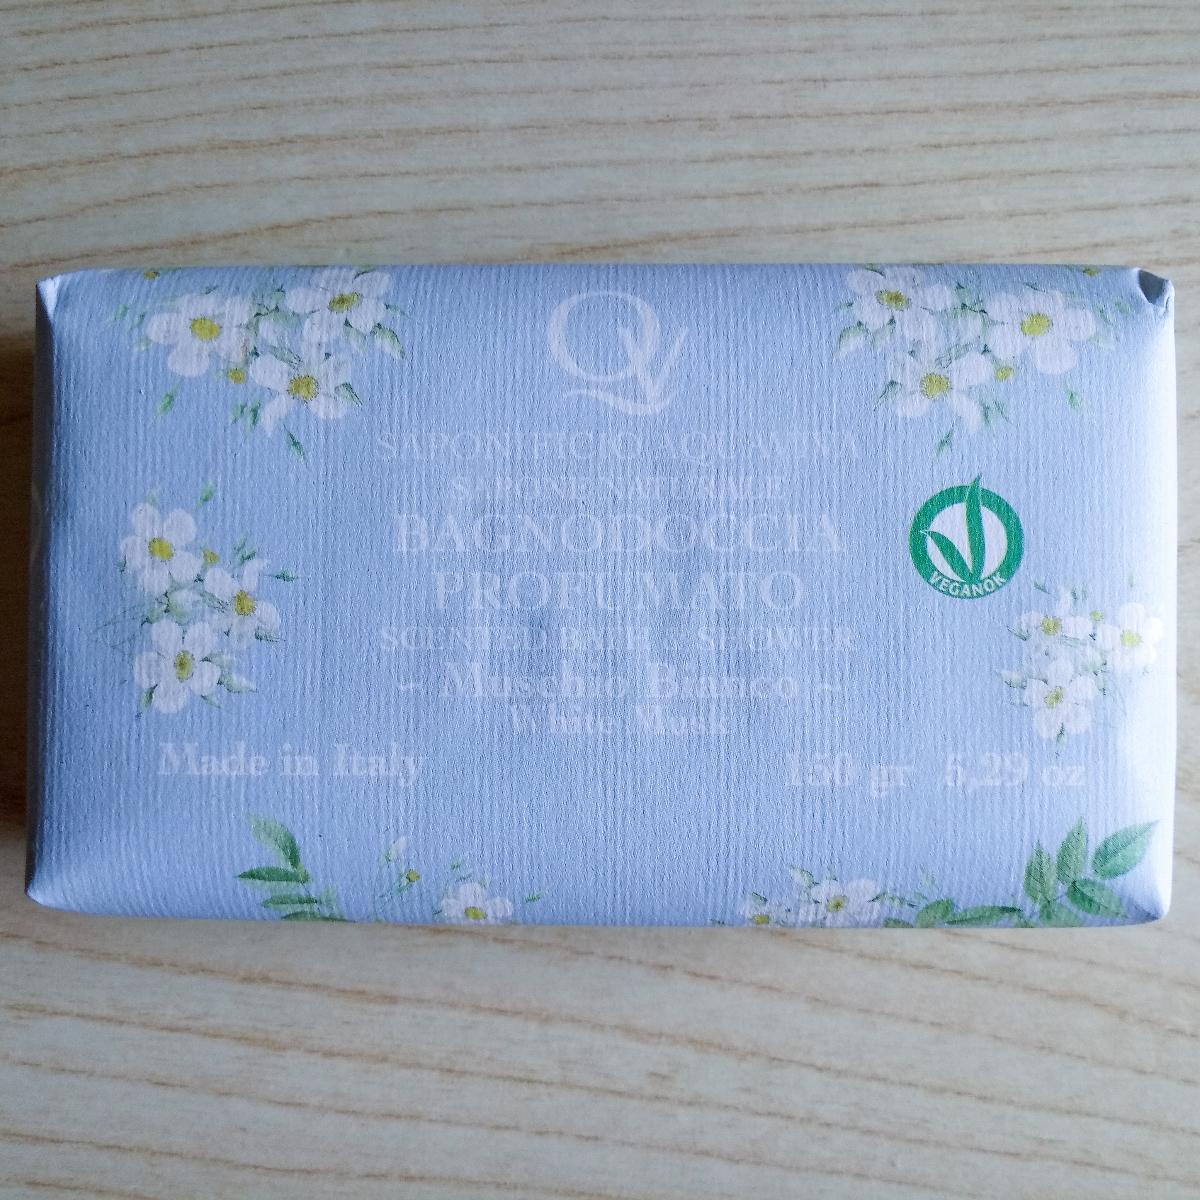 QV
SAPONIFICIO AQUAVIVA
SAPONE NATURALE
BAGNODOCCIA
PROFUMATO
SCENTED BATH & SHOWER
~ Muschio Bianco ~
White Musk
VEGANOK
Made in Italy
150 gr 5,29 oz